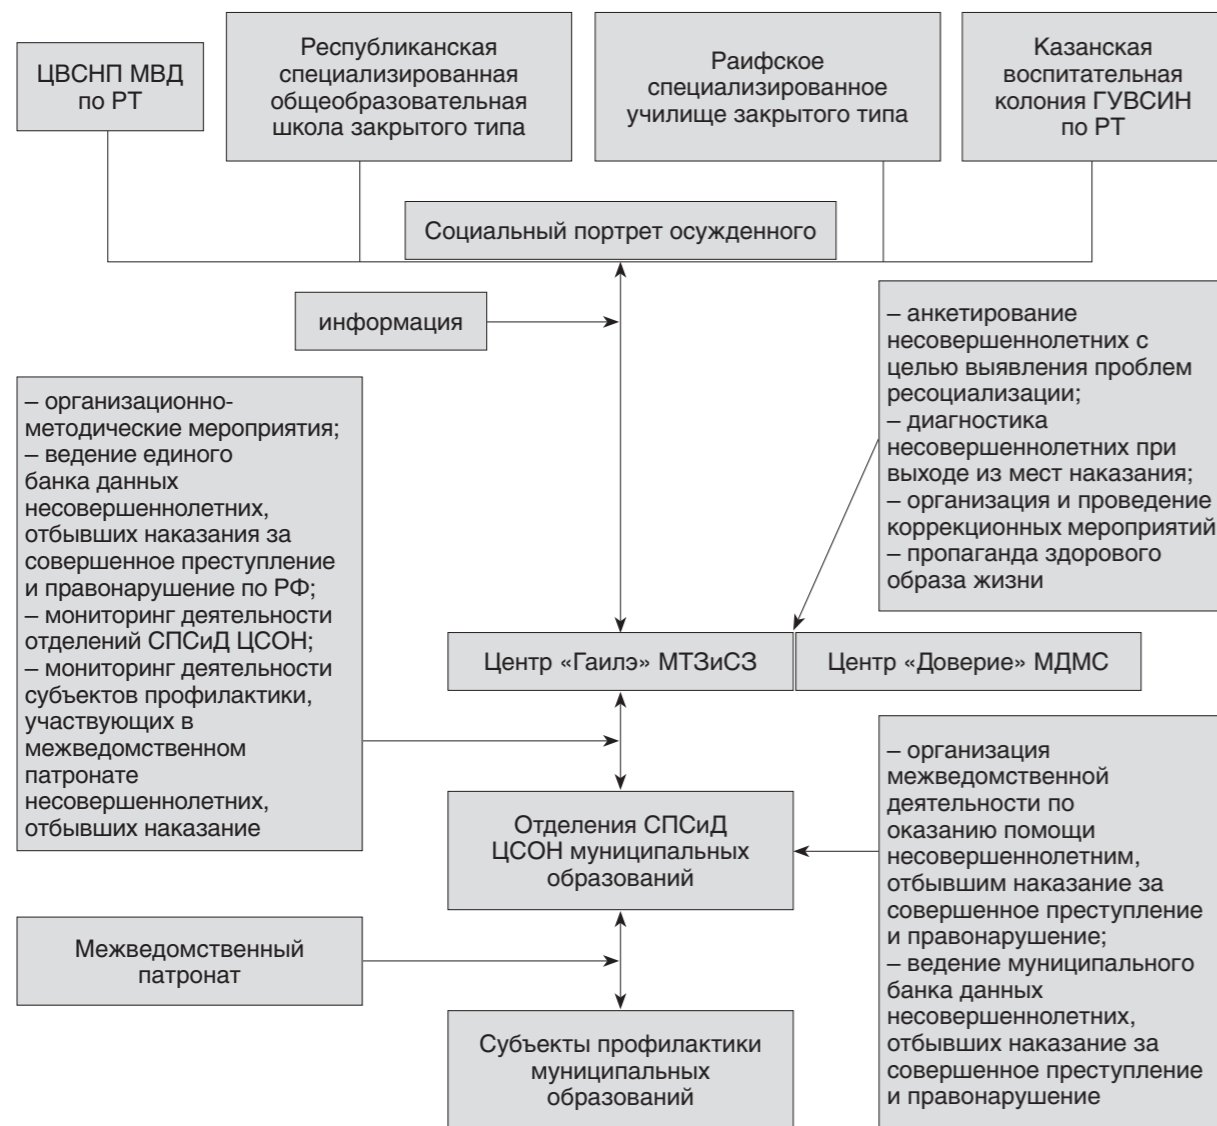 ЦВСНП МВД
по РТ
Республиканская
специализированная
общеобразовательная
школа закрытого типа
Раифское
специализированное
училище закрытого типа
Казанская
воспитательная
колония ГУВСИН
по РТ
Социальный портрет осужденного
информация
– анкетирование
несовершеннолетних с
целью выявления проблем
ресоциализации;
– диагностика
несовершеннолетних при
выходе из мест наказания;
– организация и проведение
коррекционных мероприятий
– пропаганда здорового
образа жизни
– организационно-
методические мероприятия;
– ведение единого
банка данных
несовершеннолетних,
отбывших наказания за
совершенное преступление
и правонарушение по РФ;
– мониторинг деятельности
отделений СПСиД ЦСОН;
– мониторинг деятельности
субъектов профилактики,
участвующих в
межведомственном
патронате
несовершеннолетних,
отбывших наказание
Центр «Гаилэ» МТЗиСЗ
Центр «Доверие» МДМС
Отделения СПСиД
ЦСОН муниципальных
образований
– организация
межведомственной
деятельности по
оказанию помощи
несовершеннолетним,
отбывшим наказание за
совершенное преступление
и правонарушение;
– ведение муниципального
банка данных
несовершеннолетних,
отбывших наказание за
совершенное преступление
и правонарушение
Межведомственный
патронат
Субъекты профилактики
муниципальных
образований